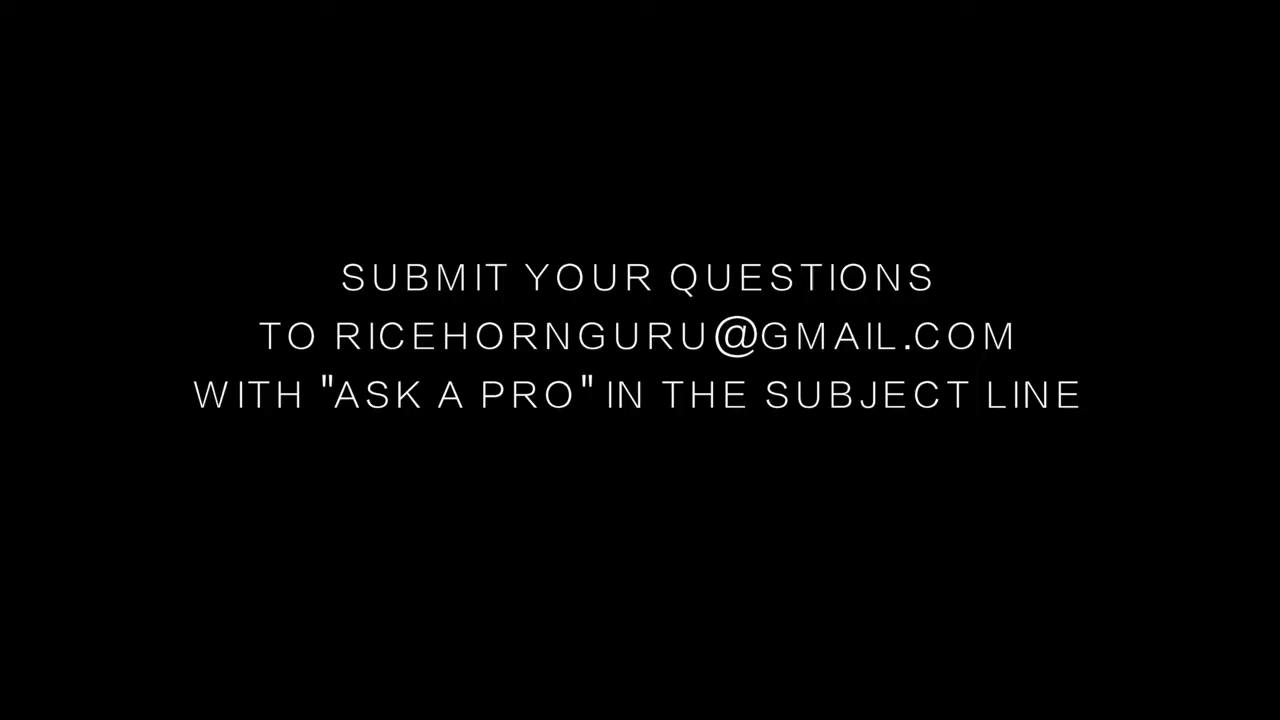 SUBMIT YOUR QUESTIONS
TO RICEHORNGURU@GMAIL.COM
WITH "ASK A PRO" IN THE SUBJECT LINE